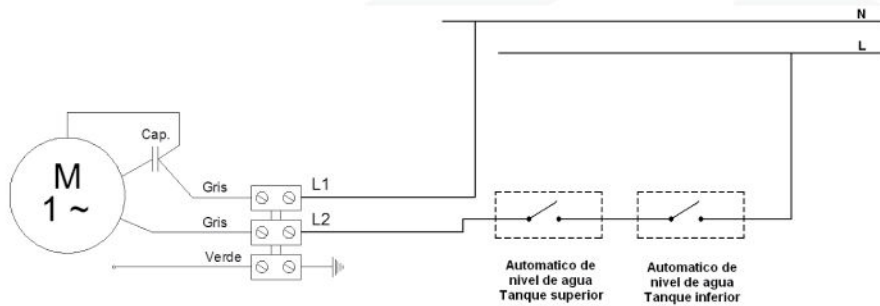 N
L
Cap.
M
1 ~
Gris
L1
Gris
L2
Verde
Automatico de
nivel de agua
Tanque superior
Automatico de
nivel de agua
Tanque inferior